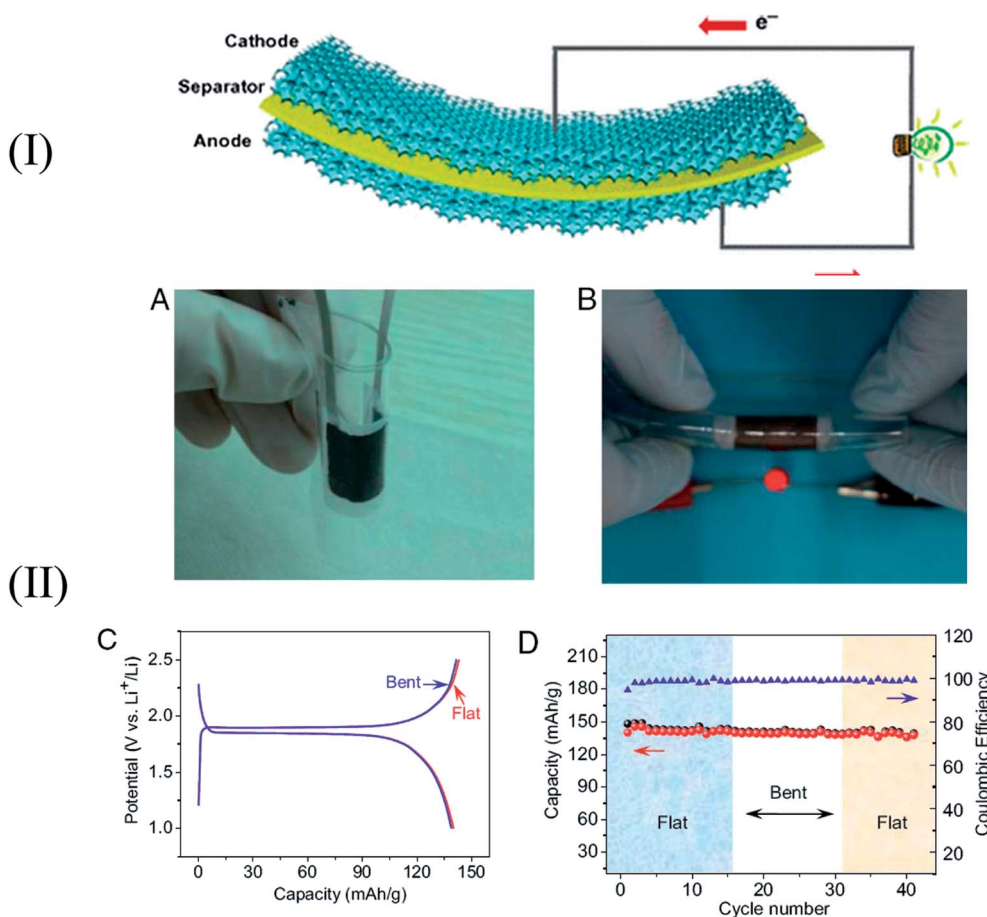 (I)
Cathode
Separator
Anode
e⁻
(II)
A
B
C
Potential (V vs. Li⁺/Li)
2.5
2.0
1.5
1.0
Bent
Flat
0 30 60 90 120 150
Capacity (mAh/g)
D
Capacity (mAh/g)
210
180
150
120
90
60
30
Flat
Bent
Flat
0 10 20 30 40
Cycle number
120
100
80
60
40
20
10
Coulombic Efficiency